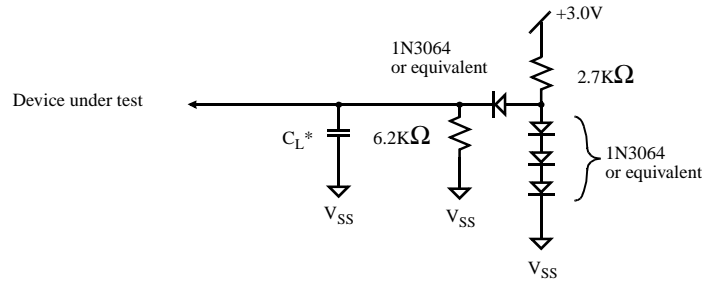 +3.0V
1N3064
or equivalent
2.7KΩ
Device under test
C_L*
6.2KΩ
1N3064
or equivalent
V_SS
V_SS
V_SS